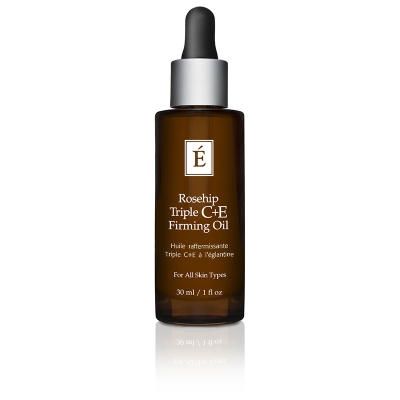 É
Rosehip
Triple C+E
Firming Oil
Huile raffermissante
Triple C+E à l'églantine
For All Skin Types
30 ml / 1 fl oz